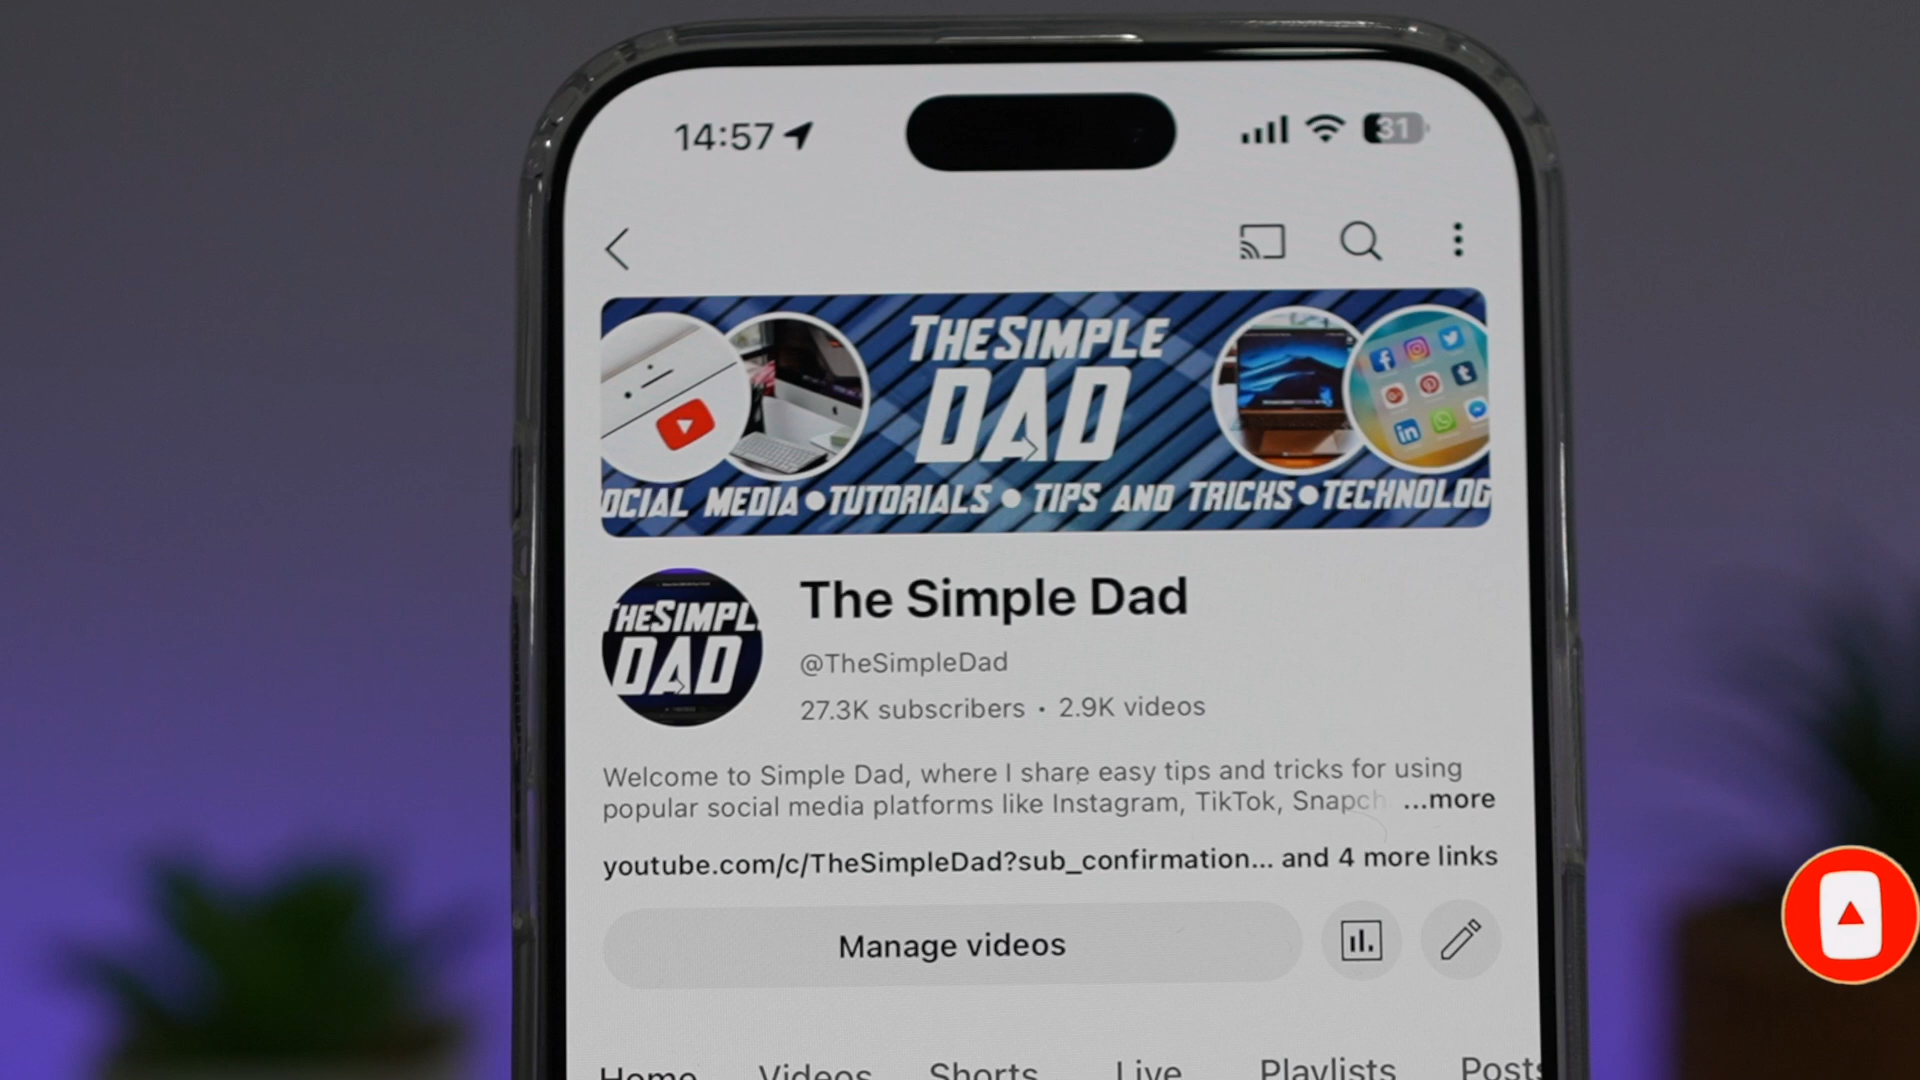 14:57
31
THE SIMPLE
DAD
OCIAL MEDIA●TUTORIALS ● TIPS AND TRICKS●TECHNOLOG
THESIMPL
DAD
The Simple Dad
@TheSimpleDad
27.3K subscribers • 2.9K videos
Welcome to Simple Dad, where I share easy tips and tricks for using
popular social media platforms like Instagram, TikTok, Snapch ...more
youtube.com/c/TheSimpleDad?sub_confirmation... and 4 more links
Manage videos
Home Videos Shorts Live Playlists Posts